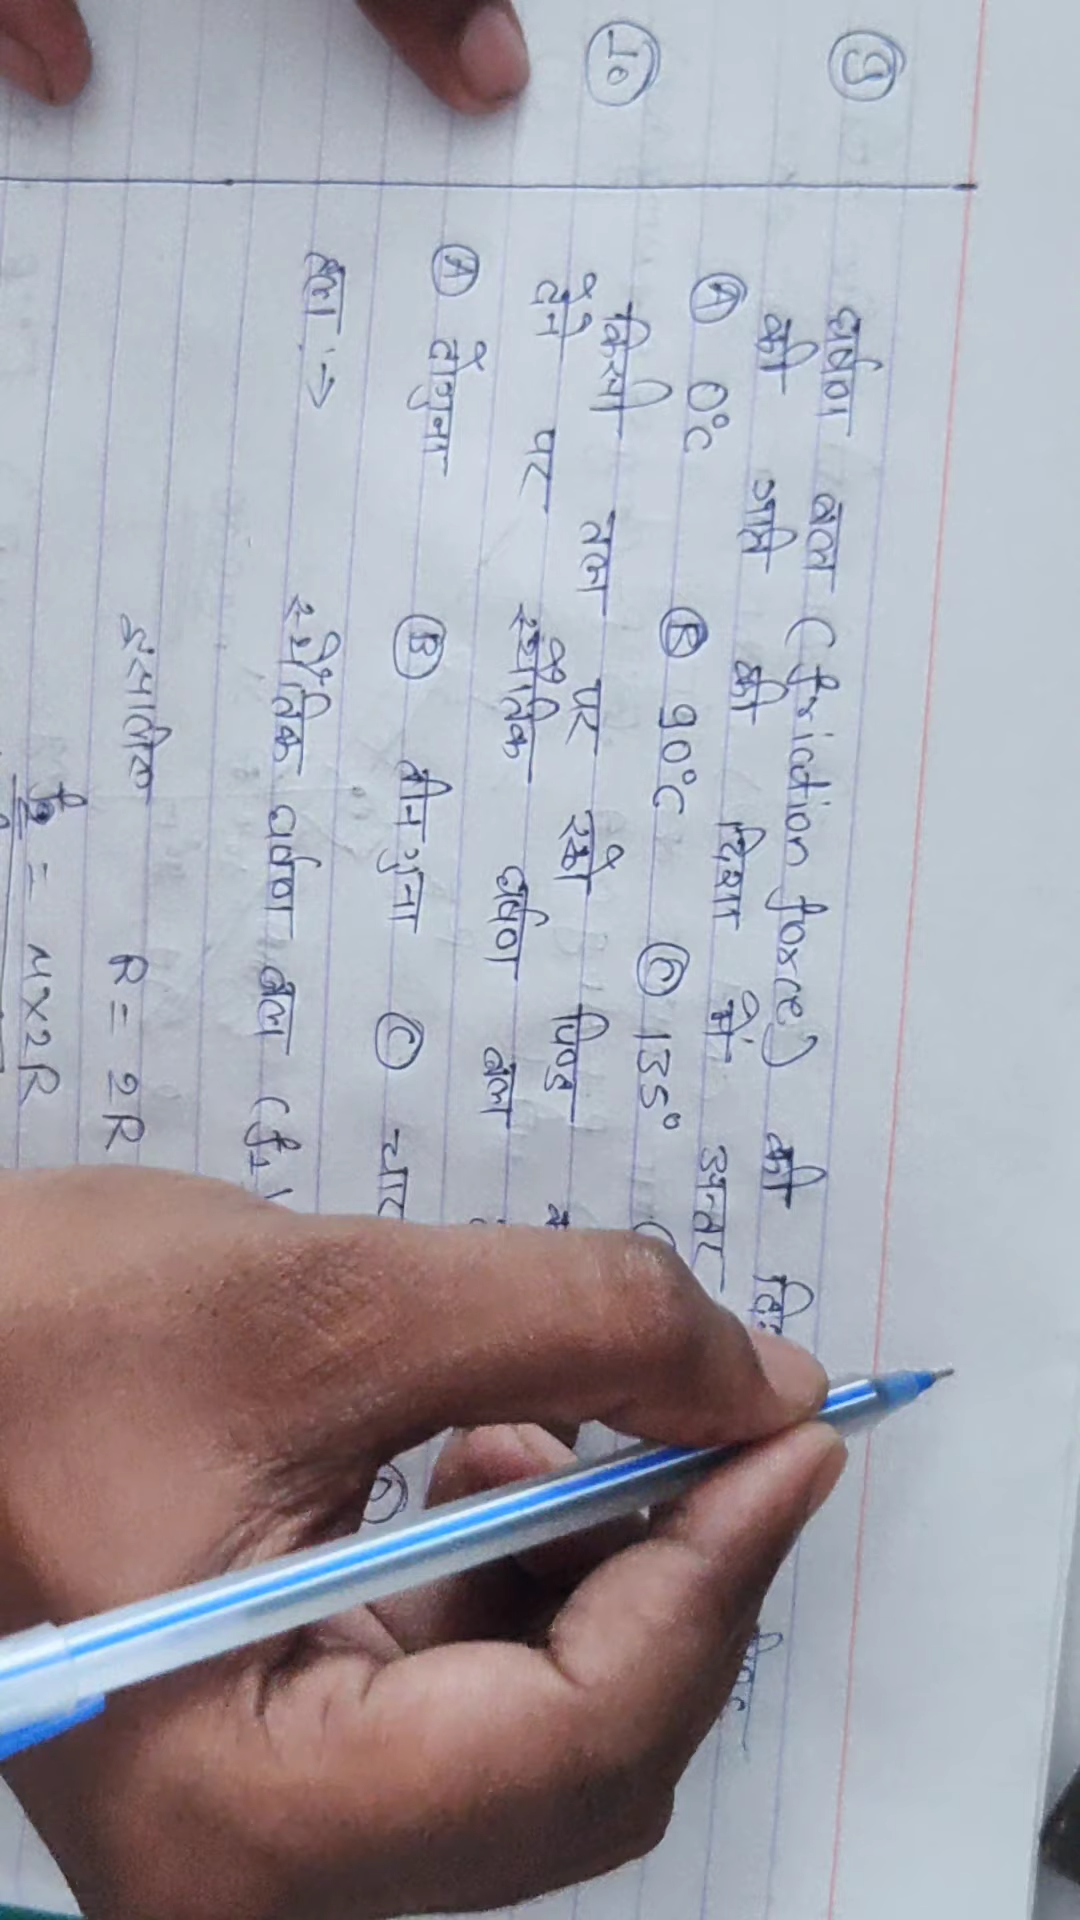 ⑨ घर्षण बल (friction force) की
की गति की दिशा में अन्तर
Ⓐ 0°C Ⓑ 90°C Ⓒ 135°
⑩ किसी तल पर रखे पिण्ड
देने पर स्थैतिक घर्षण बल
Ⓐ दोगुना Ⓑ तीन गुना Ⓒ चार Ⓓ
हल :→ स्थैतिक घर्षण बल (f₁)
इसलिए R = 2R
= μ×2R